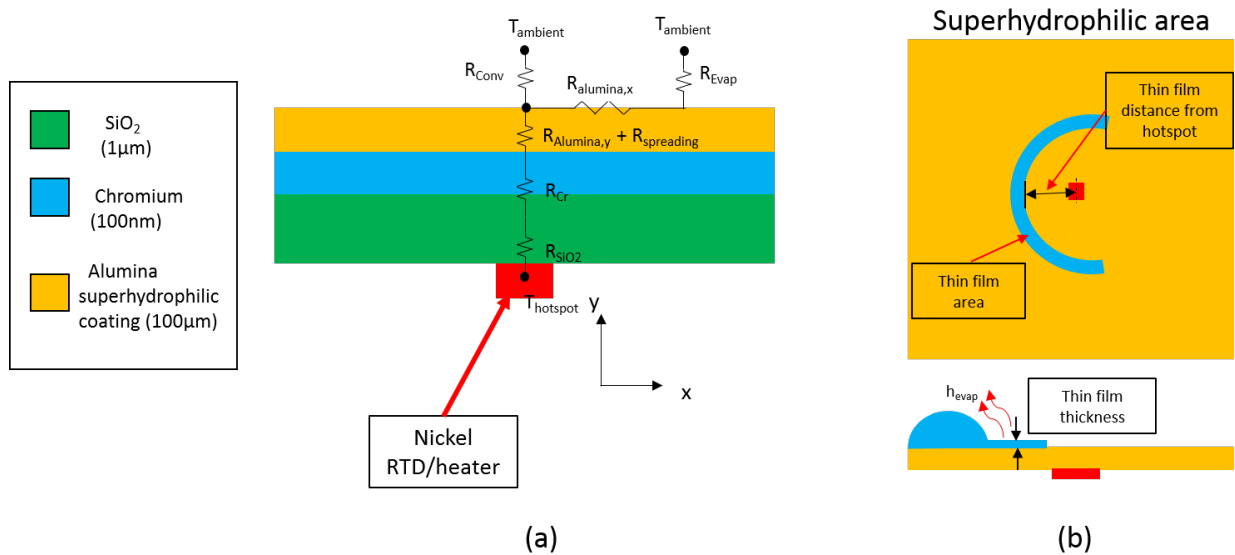 SiO2
(1µm)
Chromium
(100nm)
Alumina
superhydrophilic
coating (100µm)
Tambient
Tambient
RConv
REvap
Ralumina,x
RAlumina,y + Rspreading
RCr
RSiO2
Thotspot
y
x
Nickel
RTD/heater
(a)
Superhydrophilic area
Thin film
distance from
hotspot
Thin film
area
hevap
Thin film
thickness
(b)